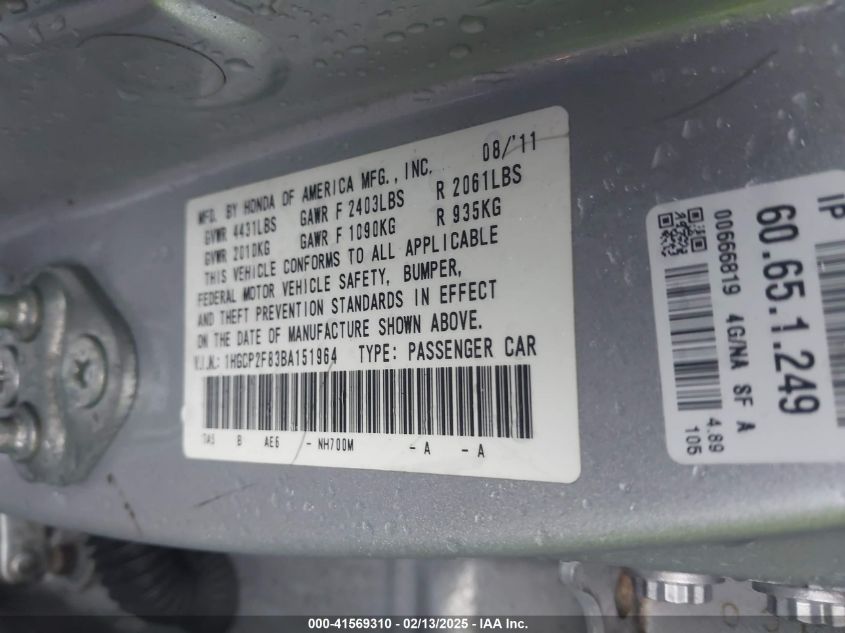 MFD. BY HONDA OF AMERICA MFG., INC. 08/'11
GVWR 4431LBS GAWR F 2403LBS R 2061LBS
GVWR 2010KG GAWR F 1090KG R 935KG
THIS VEHICLE CONFORMS TO ALL APPLICABLE
FEDERAL MOTOR VEHICLE SAFETY, BUMPER,
AND THEFT PREVENTION STANDARDS IN EFFECT
ON THE DATE OF MANUFACTURE SHOWN ABOVE.
V.I.N.: 1HGCP2F83BA151964 TYPE: PASSENGER CAR
TA5 B AE6 - NH700M - A - A
00666819 4G/NA SF A
4.89
105
60.65.1.249
IP
000-41569310 / 02/13/2025 - IAA Inc.